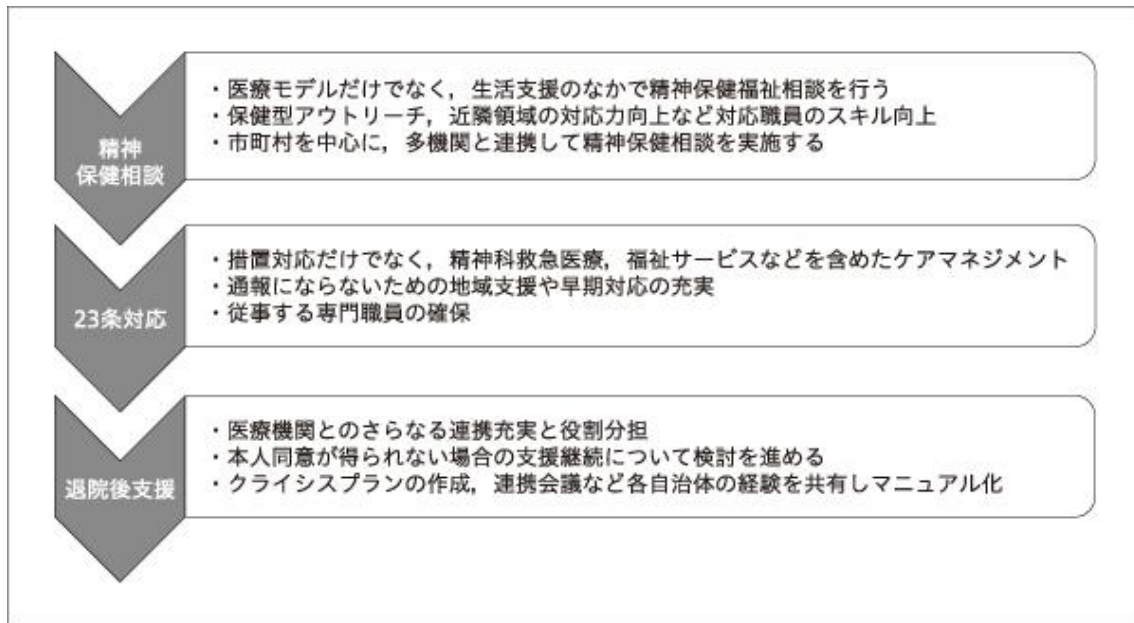 精神
保健相談
・医療モデルだけでなく，生活支援のなかで精神保健福祉相談を行う
・保健型アウトリーチ，近隣領域の対応力向上など対応職員のスキル向上
・市町村を中心に，多機関と連携して精神保健相談を実施する
23条対応
・措置対応だけでなく，精神科救急医療，福祉サービスなどを含めたケアマネジメント
・通報にならないための地域支援や早期対応の充実
・従事する専門職員の確保
退院後支援
・医療機関とのさらなる連携充実と役割分担
・本人同意が得られない場合の支援継続について検討を進める
・クライシスプランの作成，連携会議など各自治体の経験を共有しマニュアル化